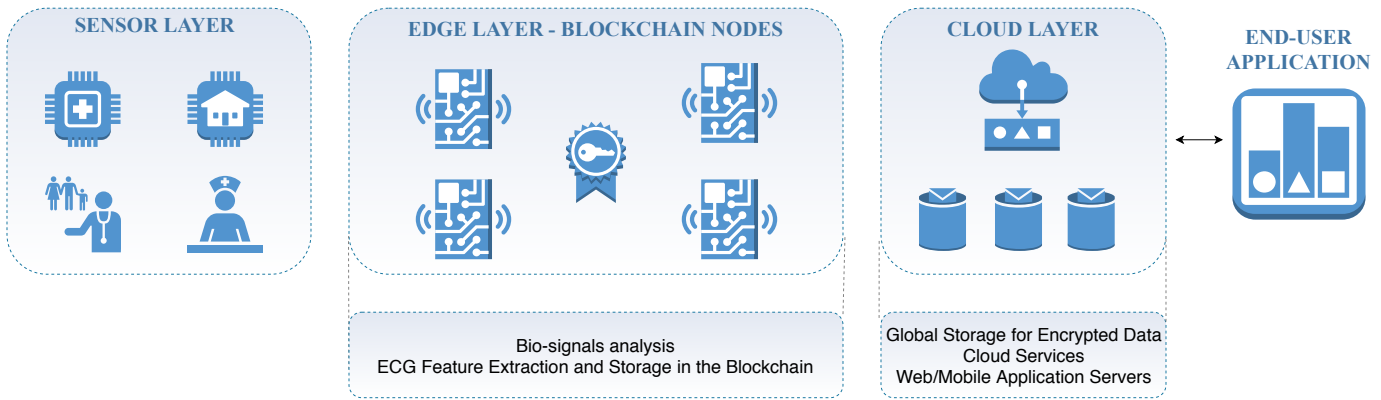 SENSOR LAYER
EDGE LAYER - BLOCKCHAIN NODES
CLOUD LAYER
END-USER
APPLICATION
Bio-signals analysis
ECG Feature Extraction and Storage in the Blockchain
Global Storage for Encrypted Data
Cloud Services
Web/Mobile Application Servers